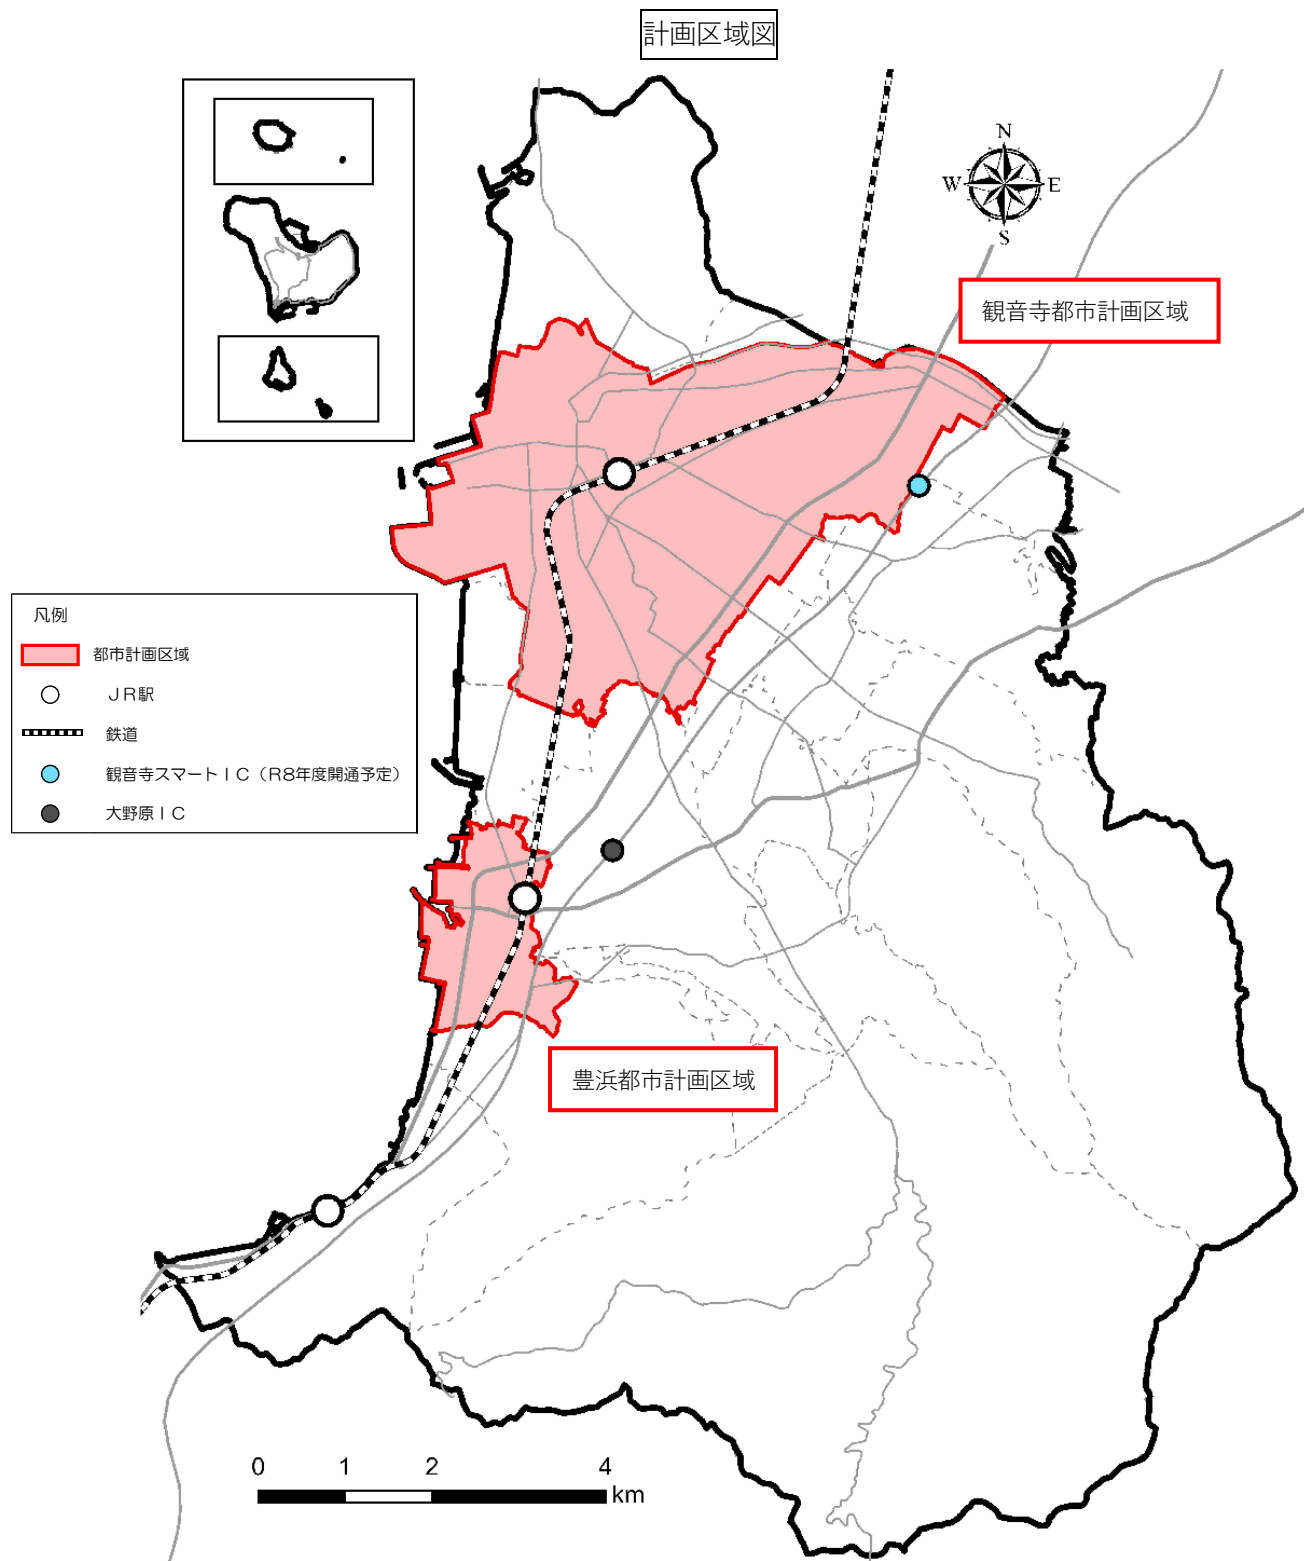 計画区域図
N
W
E
S
観音寺都市計画区域
凡例
都市計画区域
ＪＲ駅
鉄道
観音寺スマートＩＣ（R8年度開通予定）
大野原ＩＣ
豊浜都市計画区域
0 1 2 4
km